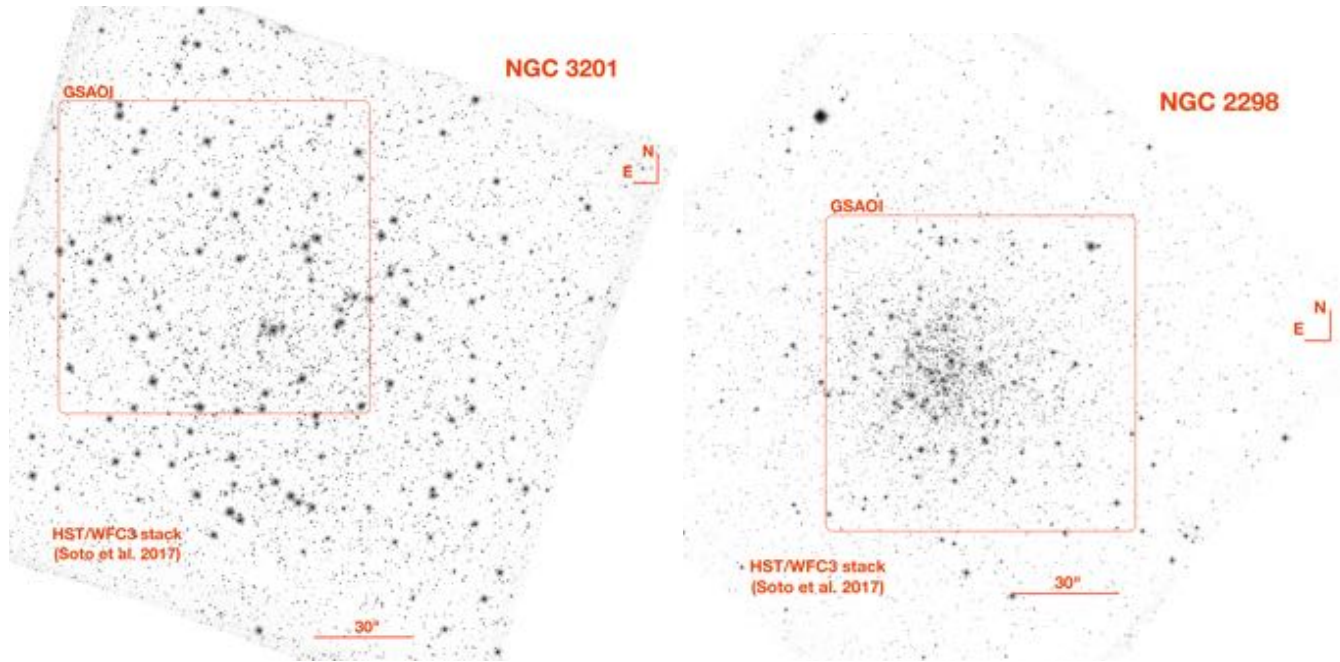 NGC 3201
GSAOI
N
E
HST/WFC3 stack
(Soto et al. 2017)
30"
NGC 2298
GSAOI
N
E
HST/WFC3 stack
(Soto et al. 2017)
30"